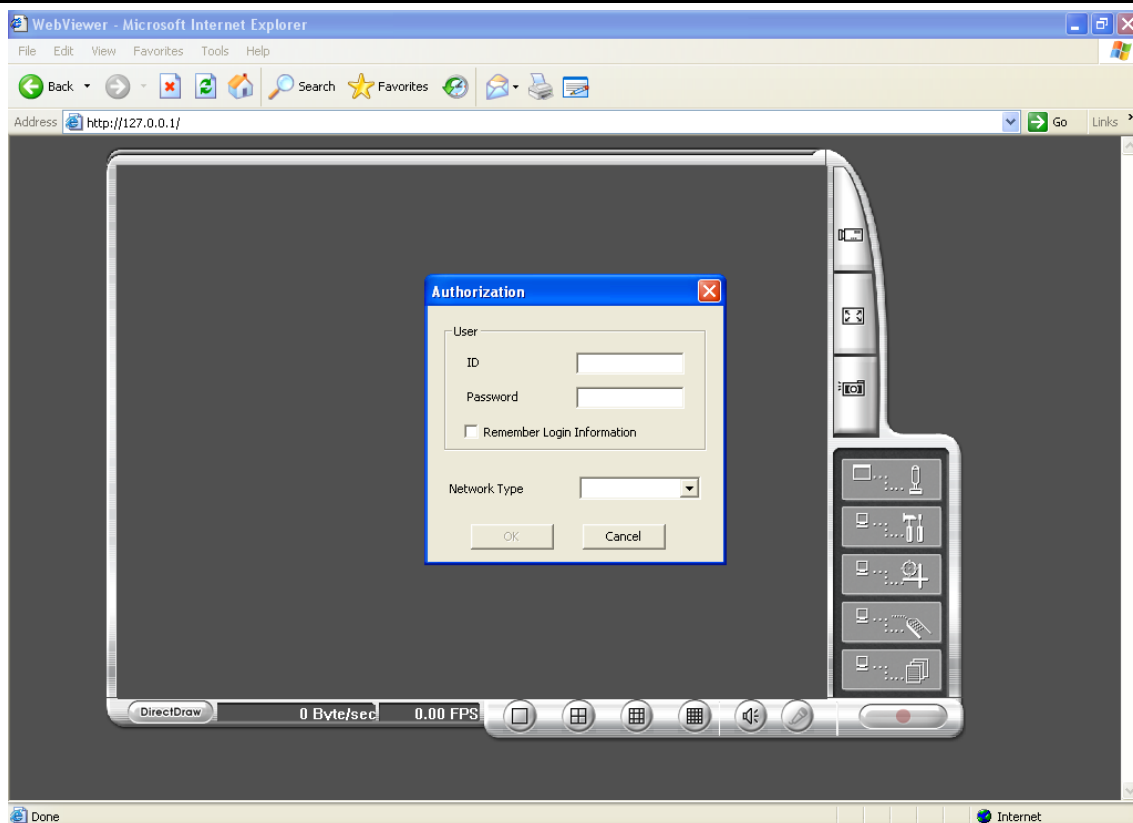 WebViewer - Microsoft Internet Explorer
File Edit View Favorites Tools Help
Back Search Favorites
Address http://127.0.0.1/ Go Links
Authorization
User
ID
Password
Remember Login Information
Network Type
OK Cancel
DirectDraw 0 Byte/sec 0.00 FPS
Done Internet